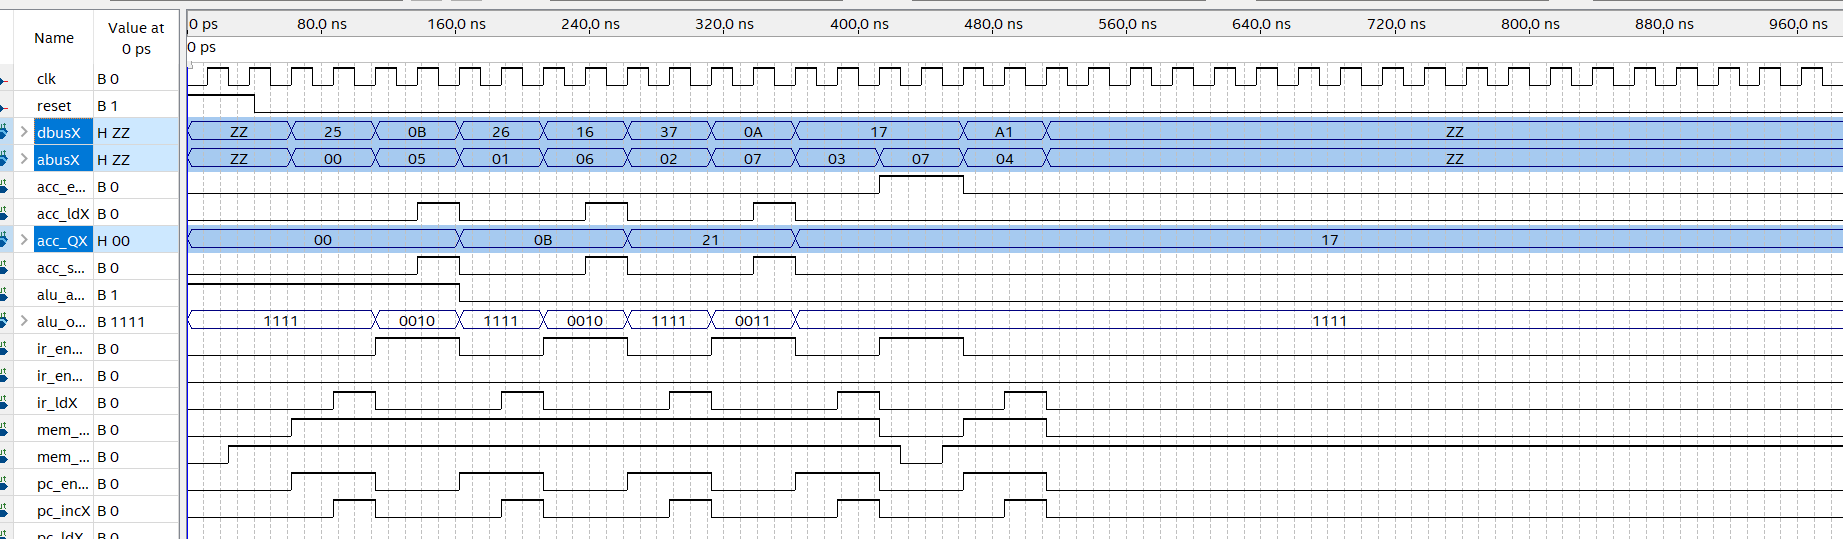 Name Value at 0 ps 0 ps 80.0 ns 160.0 ns 240.0 ns 320.0 ns 400.0 ns 480.0 ns 560.0 ns 640.0 ns 720.0 ns 800.0 ns 880.0 ns 960.0 ns
0 ps
clk B 0
reset B 1
dbusX H ZZ ZZ 25 0B 26 16 37 0A 17 A1 ZZ
abusX H ZZ ZZ 00 05 01 06 02 07 03 07 04 ZZ
acc_e... B 0
acc_ldX B 0
acc_QX H 00 00 0B 21 17
acc_s... B 0
alu_a... B 1
alu_o... B 1111 1111 0010 1111 0010 1111 0011 1111
ir_en... B 0
ir_en... B 0
ir_ldX B 0
mem_... B 0
mem_... B 0
pc_en... B 0
pc_incX B 0
pc_ldX B 0